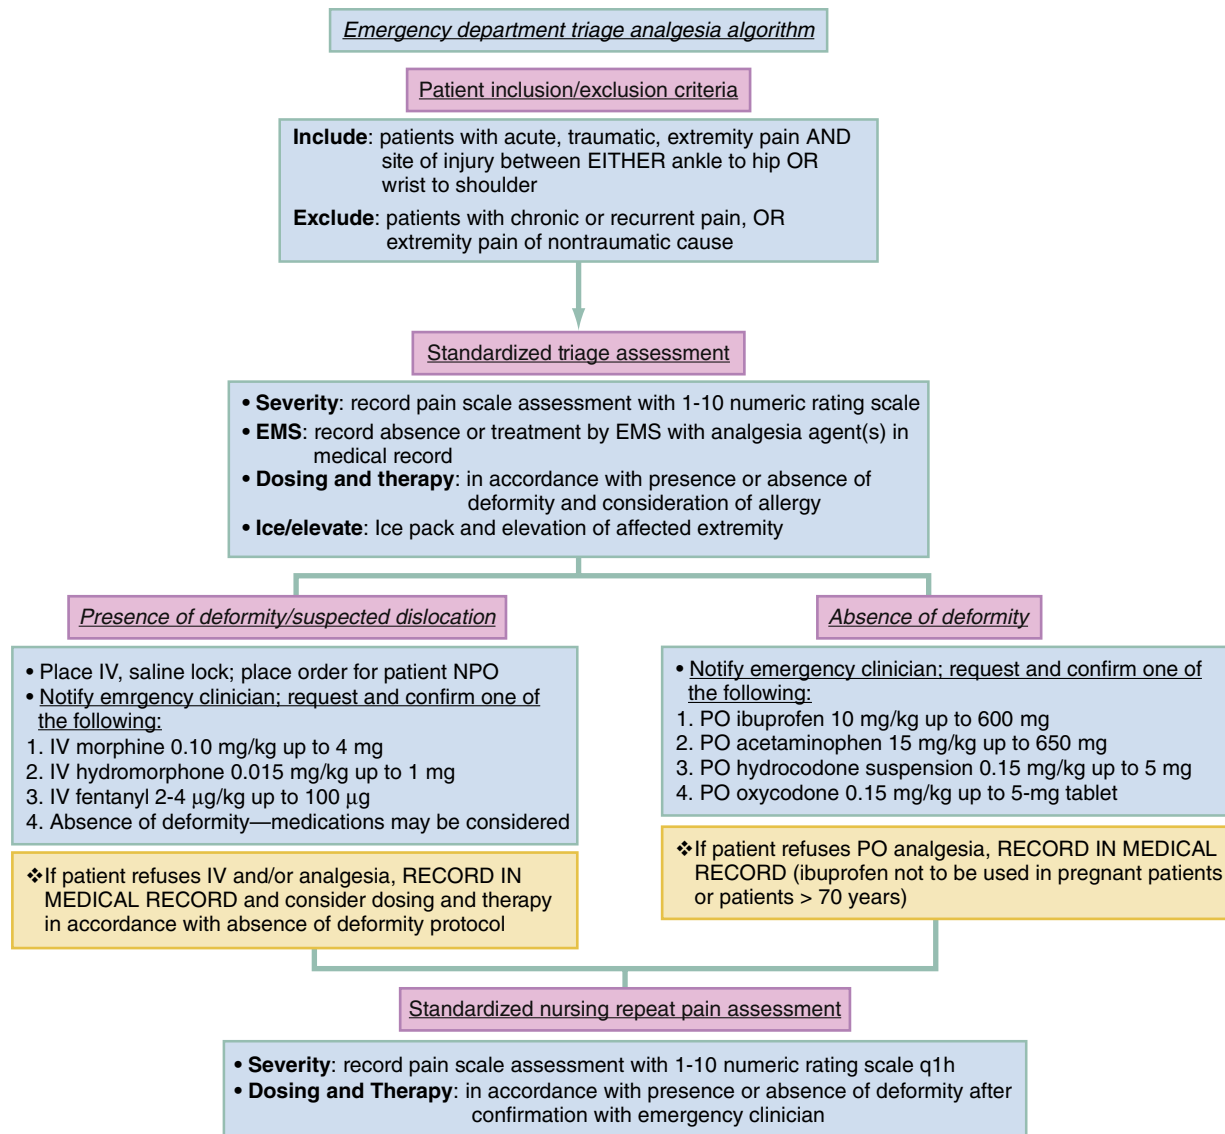 Emergency department triage analgesia algorithm
Patient inclusion/exclusion criteria
Include: patients with acute, traumatic, extremity pain AND
site of injury between EITHER ankle to hip OR
wrist to shoulder
Exclude: patients with chronic or recurrent pain, OR
extremity pain of nontraumatic cause
Standardized triage assessment
• Severity: record pain scale assessment with 1-10 numeric rating scale
• EMS: record absence or treatment by EMS with analgesia agent(s) in
medical record
• Dosing and therapy: in accordance with presence or absence of
deformity and consideration of allergy
• Ice/elevate: Ice pack and elevation of affected extremity
Presence of deformity/suspected dislocation
• Place IV, saline lock; place order for patient NPO
• Notify emrgency clinician; request and confirm one of
the following:
1. IV morphine 0.10 mg/kg up to 4 mg
2. IV hydromorphone 0.015 mg/kg up to 1 mg
3. IV fentanyl 2-4 μg/kg up to 100 μg
4. Absence of deformity—medications may be considered
❖If patient refuses IV and/or analgesia, RECORD IN
MEDICAL RECORD and consider dosing and therapy
in accordance with absence of deformity protocol
Absence of deformity
• Notify emergency clinician; request and confirm one of
the following:
1. PO ibuprofen 10 mg/kg up to 600 mg
2. PO acetaminophen 15 mg/kg up to 650 mg
3. PO hydrocodone suspension 0.15 mg/kg up to 5 mg
4. PO oxycodone 0.15 mg/kg up to 5-mg tablet
❖If patient refuses PO analgesia, RECORD IN MEDICAL
RECORD (ibuprofen not to be used in pregnant patients
or patients > 70 years)
Standardized nursing repeat pain assessment
• Severity: record pain scale assessment with 1-10 numeric rating scale q1h
• Dosing and Therapy: in accordance with presence or absence of deformity after
confirmation with emergency clinician